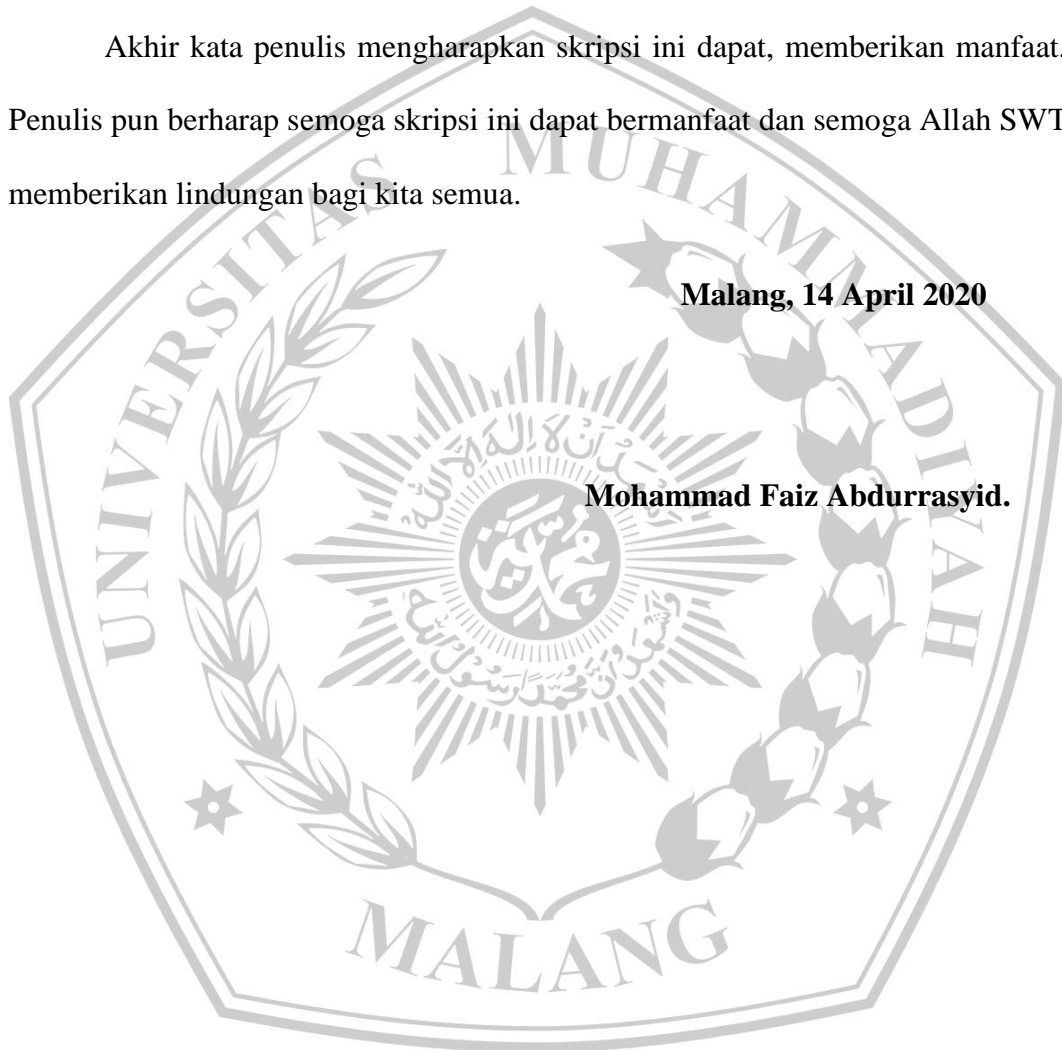 Akhir kata penulis mengharapkan skripsi ini dapat, memberikan manfaat.
Penulis pun berharap semoga skripsi ini dapat bermanfaat dan semoga Allah SWT
memberikan lindungan bagi kita semua.
Malang, 14 April 2020
Mohammad Faiz Abdurrasyid.
UNIVERSITAS MUHAMMADIYAH
MALANG